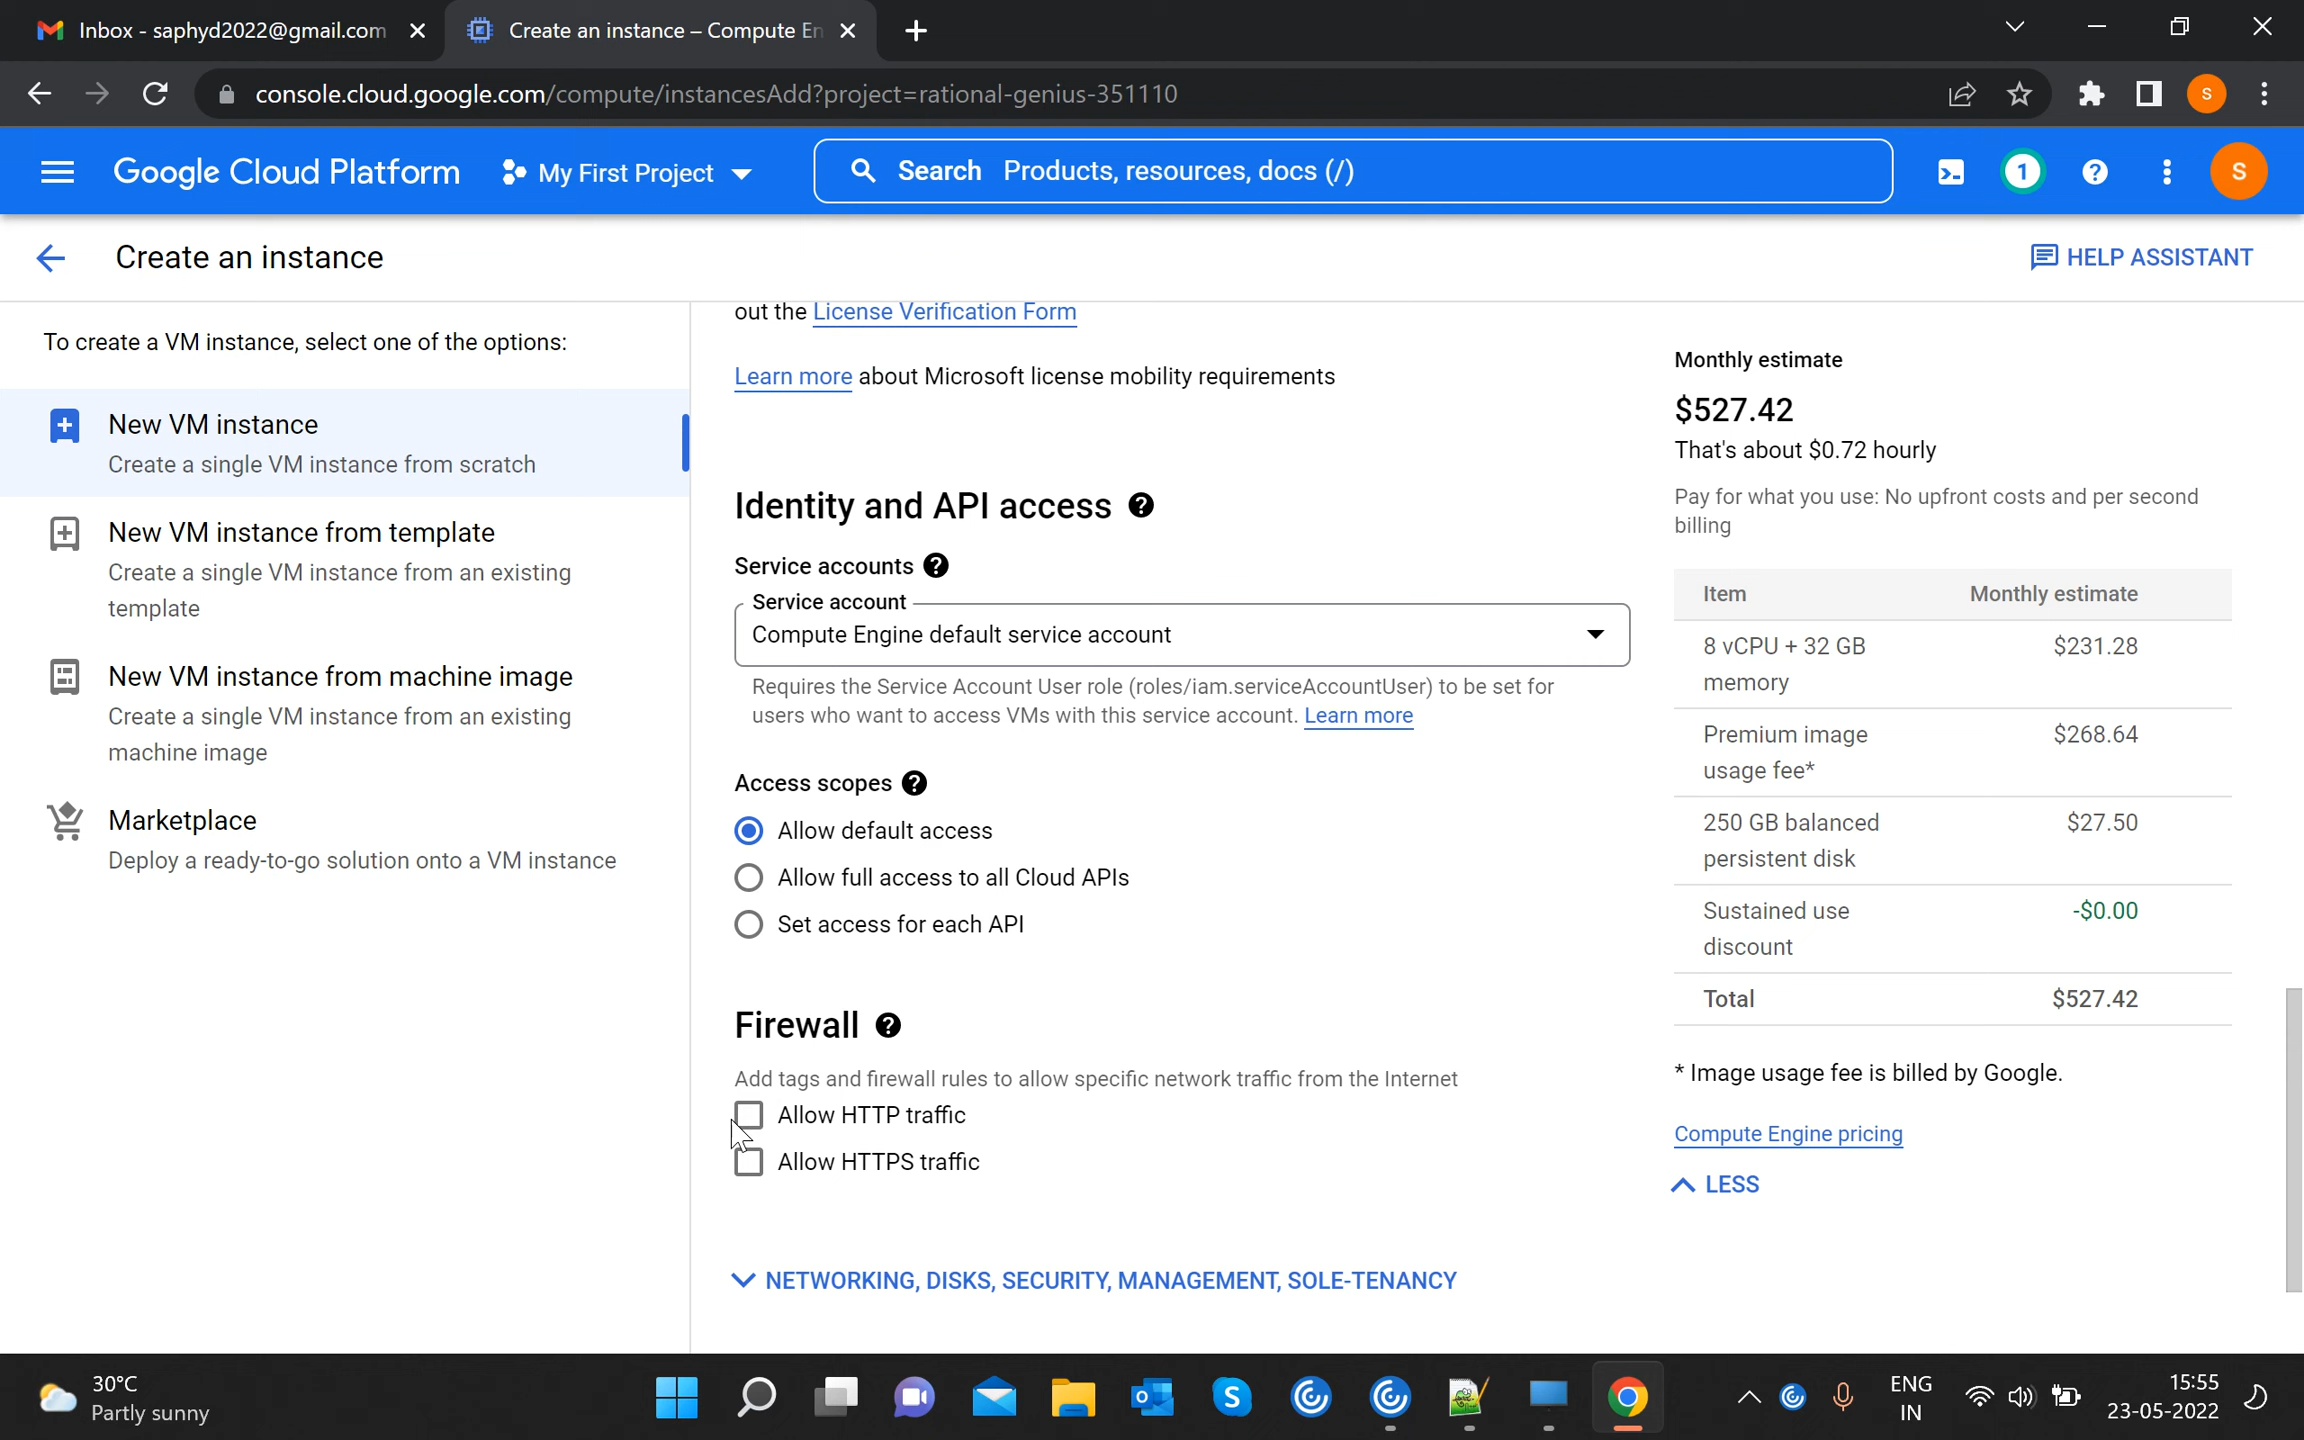 Inbox - saphyd2022@gmail.com
Create an instance – Compute En
console.cloud.google.com/compute/instancesAdd?project=rational-genius-351110
S
Google Cloud Platform
My First Project
Search Products, resources, docs (/)
1
S
Create an instance
HELP ASSISTANT
To create a VM instance, select one of the options:
New VM instance
Create a single VM instance from scratch
New VM instance from template
Create a single VM instance from an existing
template
New VM instance from machine image
Create a single VM instance from an existing
machine image
Marketplace
Deploy a ready-to-go solution onto a VM instance
out the License Verification Form
Learn more about Microsoft license mobility requirements
Identity and API access
Service accounts
Service account
Compute Engine default service account
Requires the Service Account User role (roles/iam.serviceAccountUser) to be set for
users who want to access VMs with this service account. Learn more
Access scopes
Allow default access
Allow full access to all Cloud APIs
Set access for each API
Firewall
Add tags and firewall rules to allow specific network traffic from the Internet
Allow HTTP traffic
Allow HTTPS traffic
NETWORKING, DISKS, SECURITY, MANAGEMENT, SOLE-TENANCY
Monthly estimate
$527.42
That's about $0.72 hourly
Pay for what you use: No upfront costs and per second
billing
Item Monthly estimate
8 vCPU + 32 GB $231.28
memory
Premium image $268.64
usage fee*
250 GB balanced $27.50
persistent disk
Sustained use -$0.00
discount
Total $527.42
* Image usage fee is billed by Google.
Compute Engine pricing
LESS
30°C
Partly sunny
ENG
IN
15:55
23-05-2022